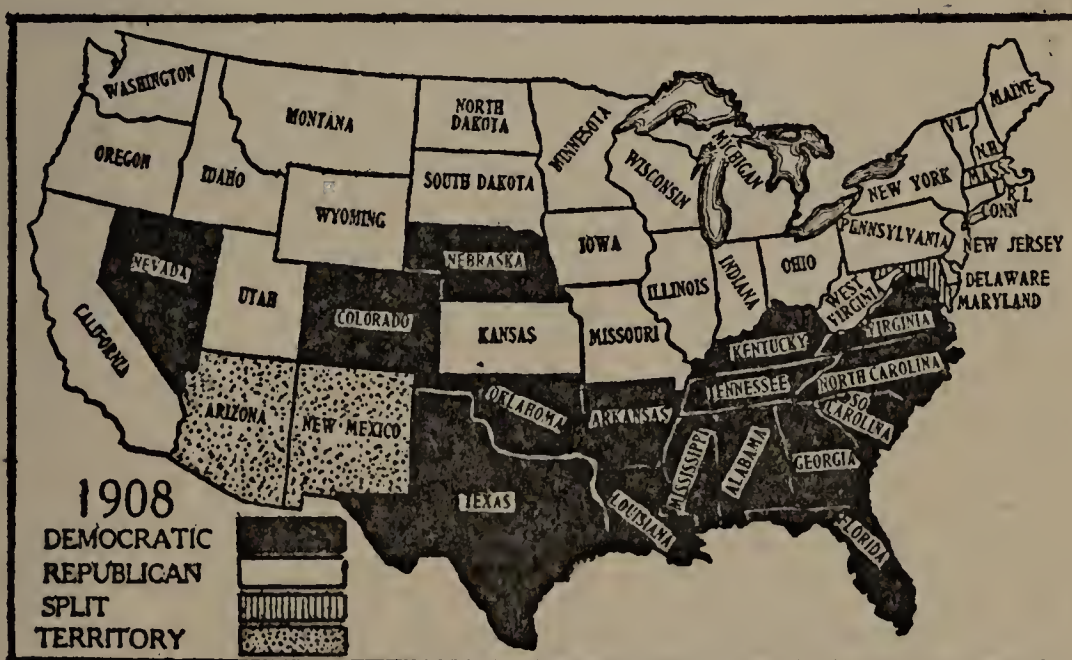 WASHINGTON
OREGON
IDAHO
MONTANA
NORTH
DAKOTA
SOUTH DAKOTA
MINNESOTA
WISCONSIN
MICHIGAN
MAINE
VT.
N.H.
MASS.
R.I.
CONN
NEW YORK
PENNSYLVANIA
NEW JERSEY
DELAWARE
MARYLAND
WYOMING
NEBRASKA
IOWA
ILLINOIS
INDIANA
OHIO
WEST
VIRGINIA
VIRGINIA
NEVADA
UTAH
COLORADO
KANSAS
MISSOURI
KENTUCKY
TENNESSEE
NORTH CAROLINA
SO.
CAROLINA
CALIFORNIA
ARIZONA
NEW MEXICO
OKLAHOMA
ARKANSAS
MISSISSIPPI
ALABAMA
GEORGIA
TEXAS
LOUISIANA
FLORIDA
1908
DEMOCRATIC
REPUBLICAN
SPLIT
TERRITORY